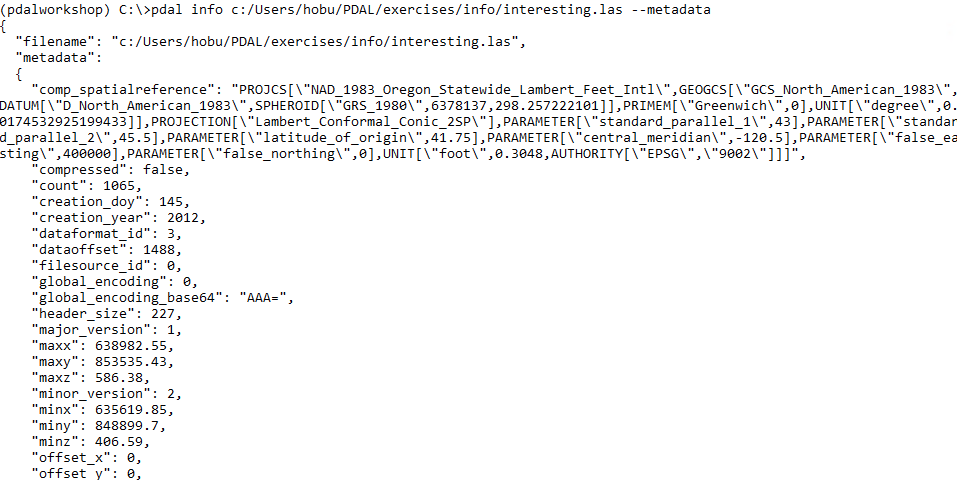 (pdalworkshop) C:\>pdal info c:/Users/hobu/PDAL/exercises/info/interesting.las --metadata
{
  "filename": "c:/Users/hobu/PDAL/exercises/info/interesting.las",
  "metadata":
  {
    "comp_spatialreference": "PROJCS[\"NAD_1983_Oregon_Statewide_Lambert_Feet_Intl\",GEOGCS[\"GCS_North_American_1983\",
DATUM[\"D_North_American_1983\",SPHEROID[\"GRS_1980\",6378137,298.257222101]],PRIMEM[\"Greenwich\",0],UNIT[\"degree\",0.
0174532925199433]],PROJECTION[\"Lambert_Conformal_Conic_2SP\"],PARAMETER[\"standard_parallel_1\",43],PARAMETER[\"standar
d_parallel_2\",45.5],PARAMETER[\"latitude_of_origin\",41.75],PARAMETER[\"central_meridian\",-120.5],PARAMETER[\"false_ea
sting\",400000],PARAMETER[\"false_northing\",0],UNIT[\"foot\",0.3048,AUTHORITY[\"EPSG\",\"9002\"]]]",
    "compressed": false,
    "count": 1065,
    "creation_doy": 145,
    "creation_year": 2012,
    "dataformat_id": 3,
    "dataoffset": 1488,
    "filesource_id": 0,
    "global_encoding": 0,
    "global_encoding_base64": "AAA=",
    "header_size": 227,
    "major_version": 1,
    "maxx": 638982.55,
    "maxy": 853535.43,
    "maxz": 586.38,
    "minor_version": 2,
    "minx": 635619.85,
    "miny": 848899.7,
    "minz": 406.59,
    "offset_x": 0,
    "offset_y": 0,